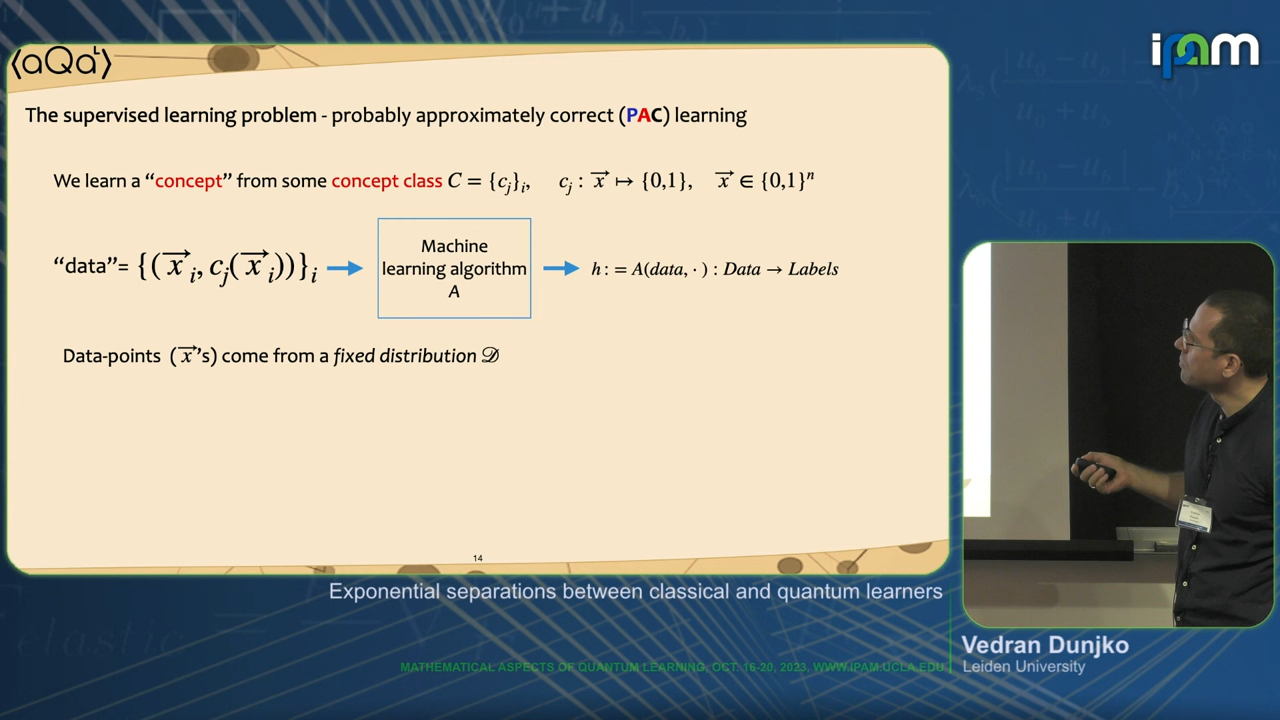 ⟨aQaᴸ⟩
ipam
The supervised learning problem - probably approximately correct (PAC) learning
We learn a “concept” from some concept class C = {c_j}_i, c_j : x⃗ ↦ {0,1}, x⃗ ∈ {0,1}^n
“data”= {(x⃗_i, c_j(x⃗_i))}_i
Machine
learning algorithm
A
h : = A(data, · ) : Data → Labels
Data-points (x⃗'s) come from a fixed distribution 𝒟
14
Exponential separations between classical and quantum learners
Vedran Dunjko
Leiden University
MATHEMATICAL ASPECTS OF QUANTUM LEARNING, OCT. 16-20, 2023, WWW.IPAM.UCLA.EDU